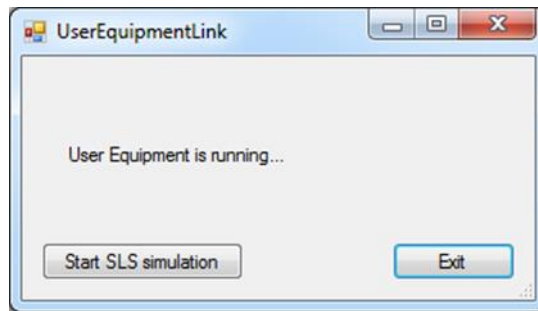 UserEquipmentLink
User Equipment is running...
Start SLS simulation
Exit